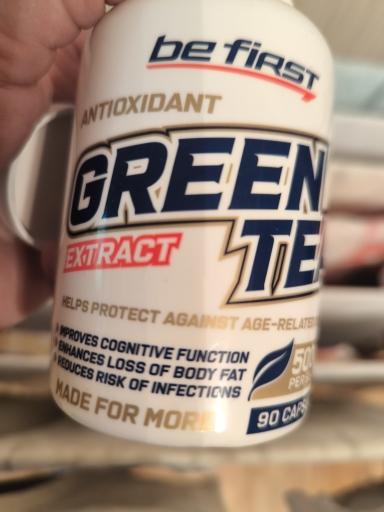 be first
ANTIOXIDANT
GREEN
EXTRACT
HELPS PROTECT AGAINST AGE-RELATED
IMPROVES COGNITIVE FUNCTION
ENHANCES LOSS OF BODY FAT
REDUCES RISK OF INFECTIONS
MADE FOR MORE
PER
90